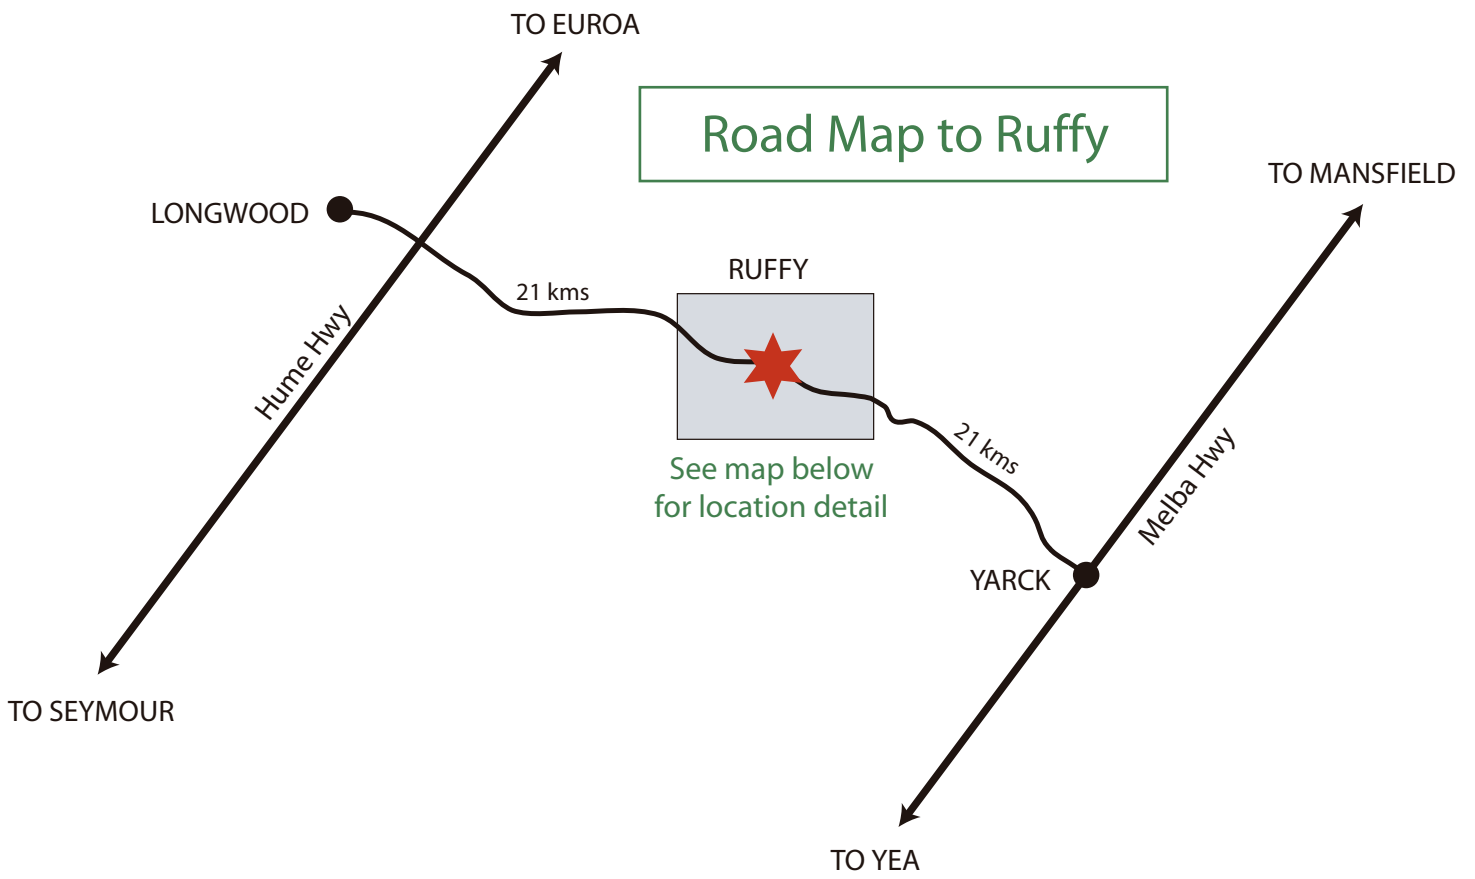 TO EUROA
Road Map to Ruffy
TO MANSFIELD
LONGWOOD
RUFFY
21 kms
Hume Hwy
See map below
for location detail
21 kms
Melba Hwy
YARCK
TO SEYMOUR
TO YEA